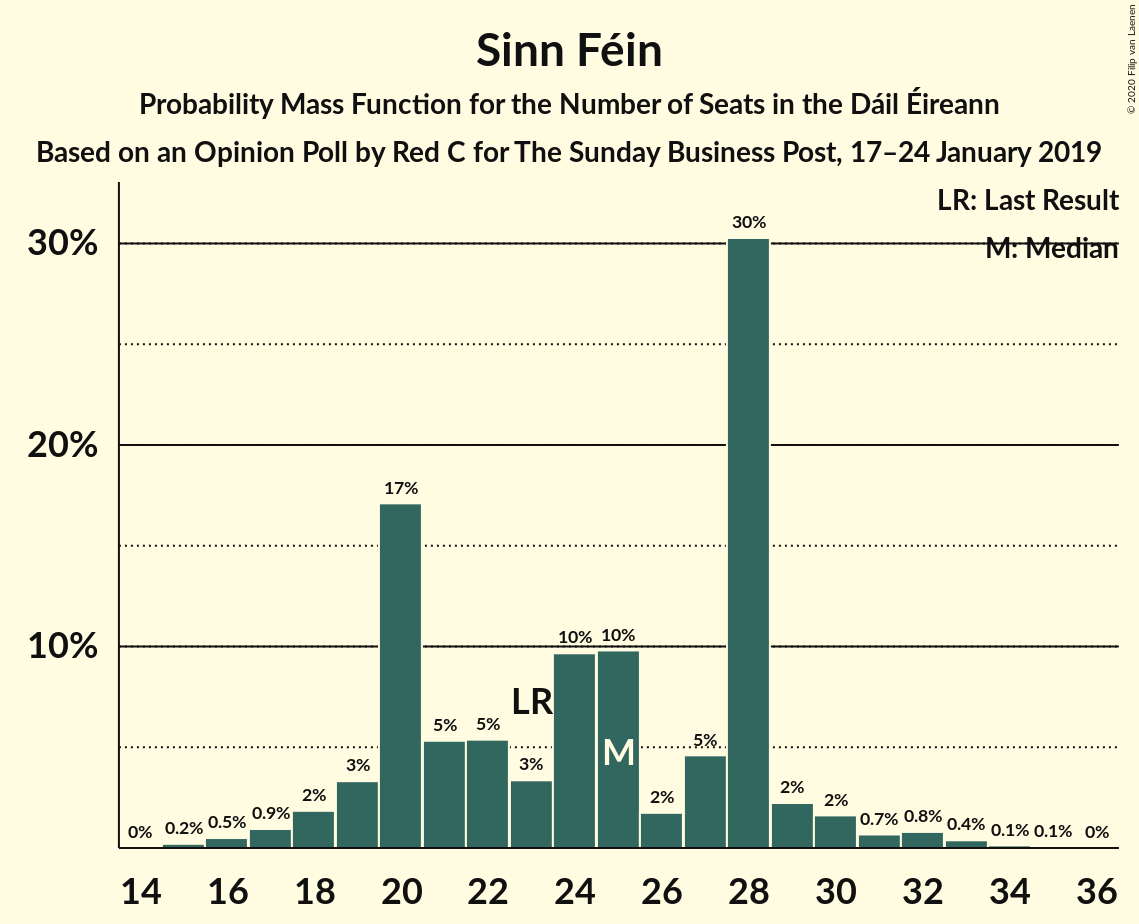 Sinn Féin
Probability Mass Function for the Number of Seats in the Dáil Éireann
Based on an Opinion Poll by Red C for The Sunday Business Post, 17–24 January 2019
© 2020 Filip van Laenen
LR: Last Result
M: Median
30%
20%
10%
0% 0.2% 0.5% 0.9% 2% 3% 17% 5% 5% 3% 10% 10% 2% 5% 30% 2% 2% 0.7% 0.8% 0.4% 0.1% 0.1% 0%
LR
M
14 16 18 20 22 24 26 28 30 32 34 36